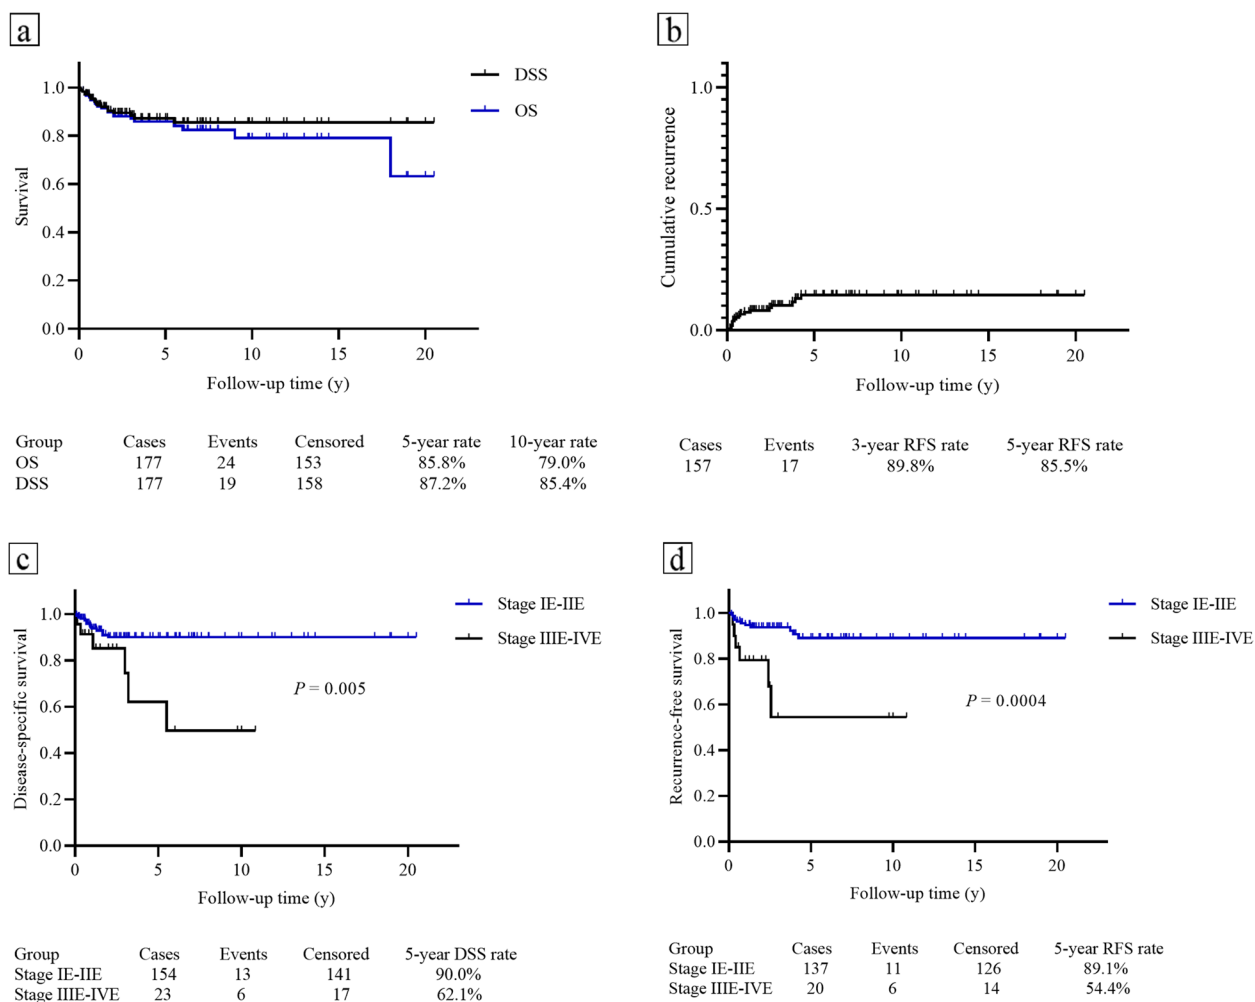 a
DSS
OS
Survival
1.0
0.8
0.6
0.4
0.2
0.0
0 5 10 15 20
Follow-up time (y)
Group Cases Events Censored 5-year rate 10-year rate
OS 177 24 153 85.8% 79.0%
DSS 177 19 158 87.2% 85.4%
b
Cumulative recurrence
1.0
0.5
0.0
0 5 10 15 20
Follow-up time (y)
Cases Events 3-year RFS rate 5-year RFS rate
157 17 89.8% 85.5%
c
Stage IE-IIE
Stage IIIE-IVE
Disease-specific survival
1.0
0.8
0.6
0.4
0.2
0.0
P = 0.005
0 5 10 15 20
Follow-up time (y)
Group Cases Events Censored 5-year DSS rate
Stage IE-IIE 154 13 141 90.0%
Stage IIIE-IVE 23 6 17 62.1%
d
Stage IE-IIE
Stage IIIE-IVE
Recurrence-free survival
1.0
0.8
0.6
0.4
0.2
0.0
P = 0.0004
0 5 10 15 20
Follow-up time (y)
Group Cases Events Censored 5-year RFS rate
Stage IE-IIE 137 11 126 89.1%
Stage IIIE-IVE 20 6 14 54.4%